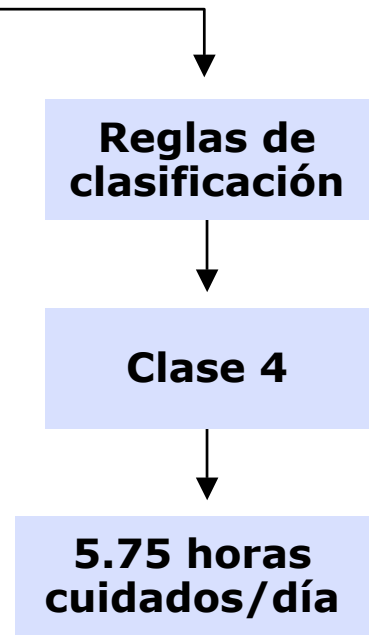 Reglas de
clasificación
Clase 4
5.75 horas
cuidados/día